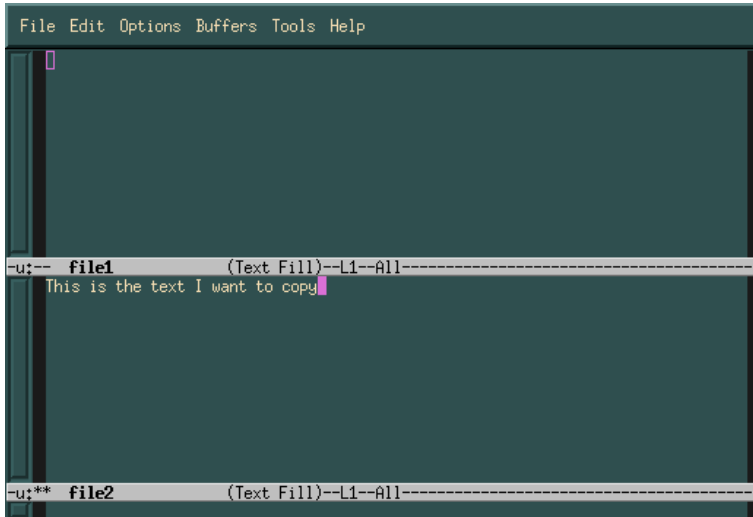 File Edit Options Buffers Tools Help
-u:-- file1 (Text Fill)--L1--All-------------------------------------
This is the text I want to copy
-u:** file2 (Text Fill)--L1--All-------------------------------------